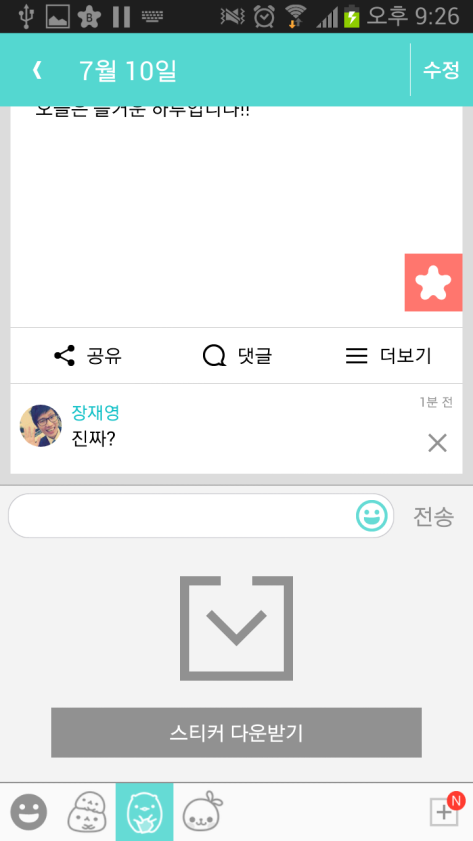 오후 9:26
7월 10일
수정
오늘은 즐거운 하루입니다!!
공유
댓글
더보기
장재영
1분 전
진짜?
전송
스티커 다운받기
N